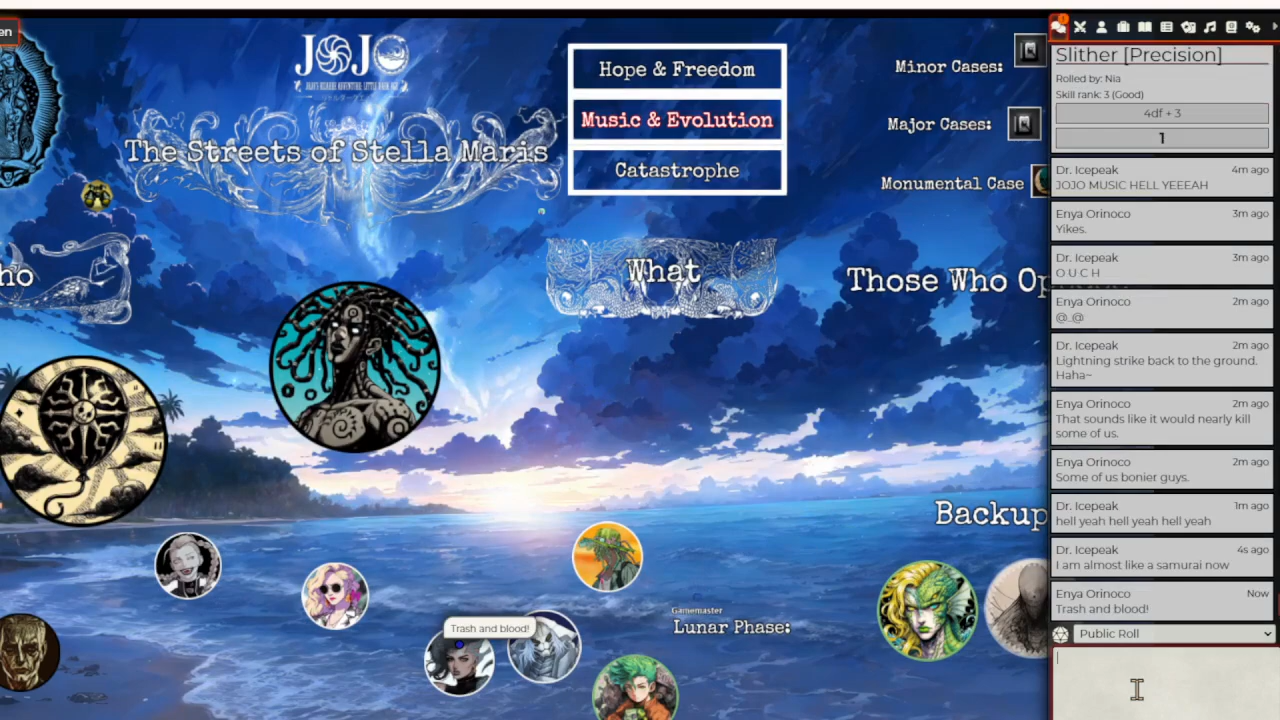 en
JOJO
The Streets of Stella Maris
ho
Hope & Freedom
Music & Evolution
Catastrophe
Minor Cases:
Major Cases:
Monumental Case
What
Those Who Op
Backup
Gamemaster
Lunar Phase:
Trash and blood!
Slither [Precision]
Rolled by: Nia
Skill rank: 3 (Good)
4df + 3
1
Dr. Icepeak 4m ago
JOJO MUSIC HELL YEEEAH
Enya Orinoco 3m ago
Yikes.
Dr. Icepeak 3m ago
O U C H
Enya Orinoco 2m ago
@_@
Dr. Icepeak 2m ago
Lightning strike back to the ground.
Haha~
Enya Orinoco 2m ago
That sounds like it would nearly kill
some of us.
Enya Orinoco 2m ago
Some of us bonier guys.
Dr. Icepeak 1m ago
hell yeah hell yeah hell yeah
Dr. Icepeak 4s ago
I am almost like a samurai now
Enya Orinoco Now
Trash and blood!
Public Roll